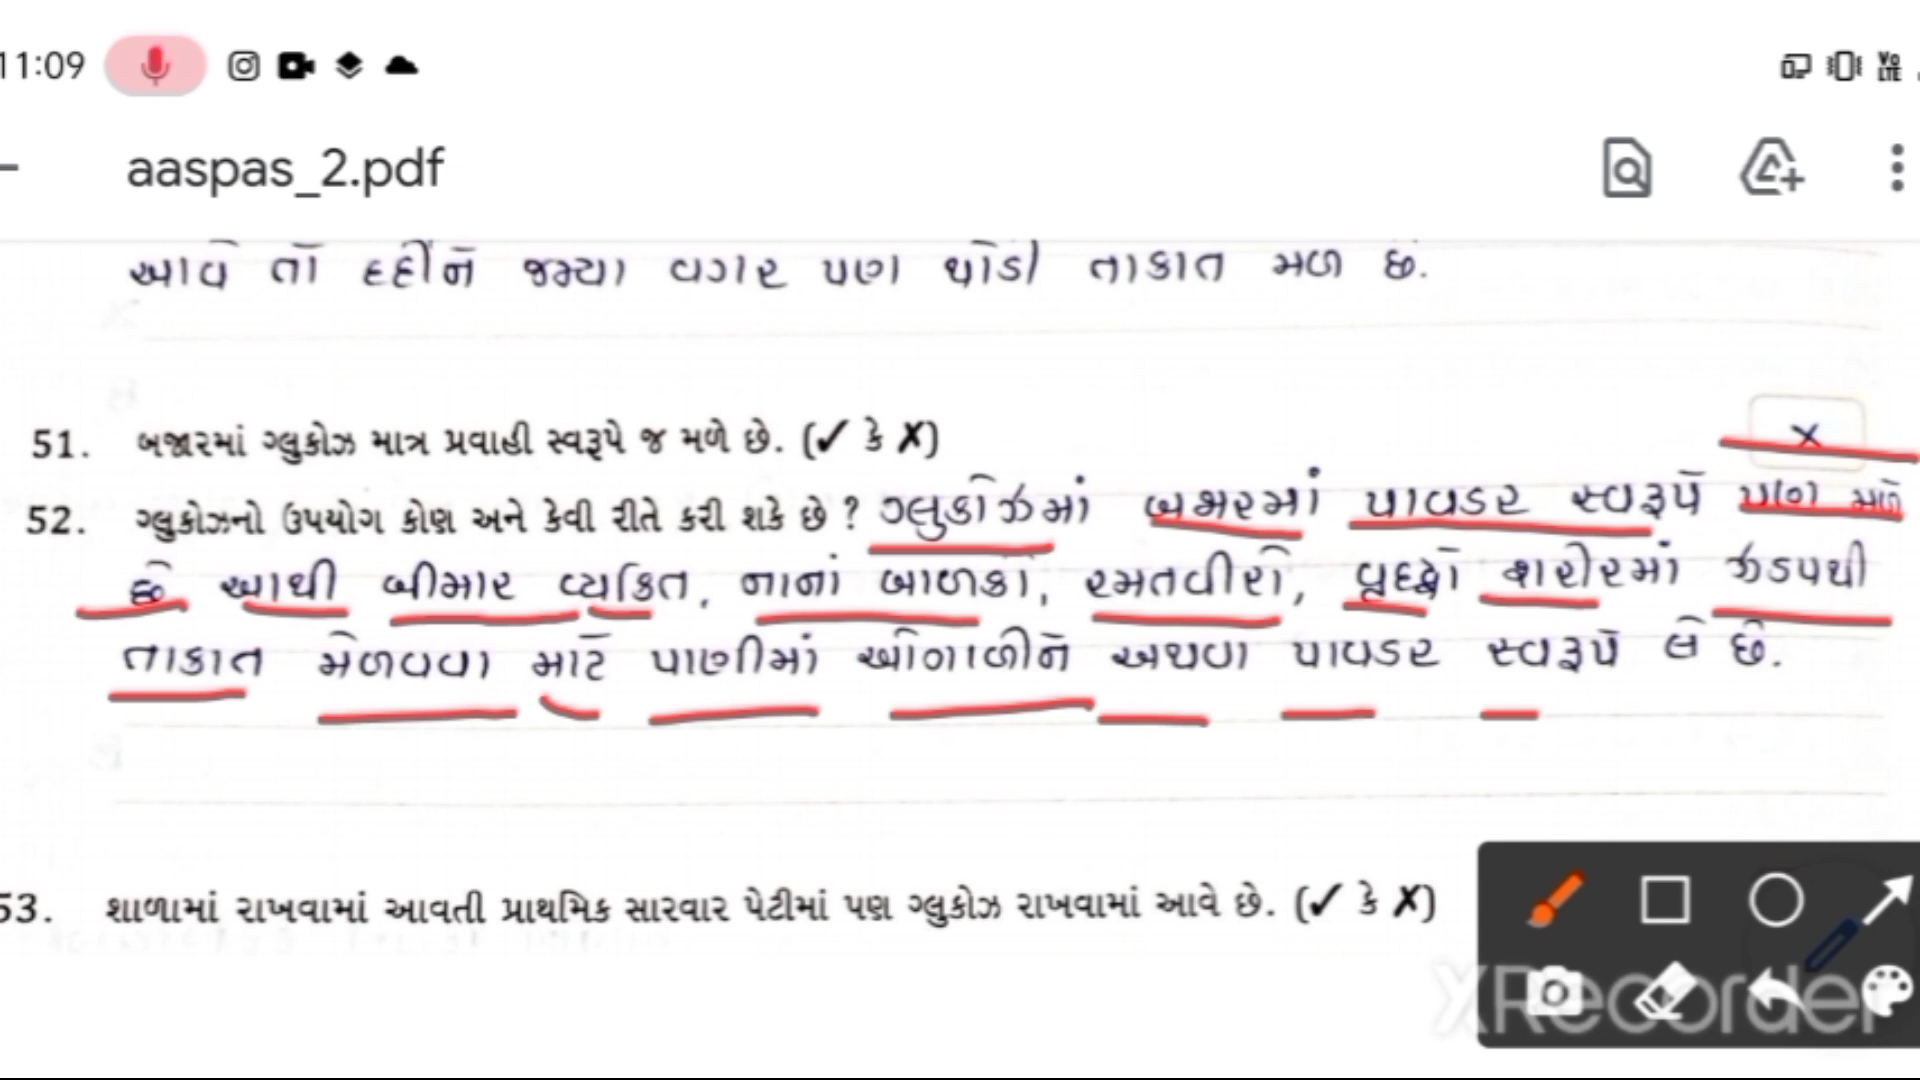 11:09
aaspas_2.pdf
આવે તો દર્દીને જમ્યા વગર પણ થોડી તાકાત મળે છે.
51. બજારમાં ગ્લુકોઝ માત્ર પ્રવાહી સ્વરૂપે જ મળે છે. (✓ કે ✗) ×
52. ગ્લુકોઝનો ઉપયોગ કોણ અને કેવી રીતે કરી શકે છે ? ગ્લુકોઝમાં બજારમાં પાવડર સ્વરૂપે પણ મળે
છે આથી બીમાર વ્યકિત, નાનાં બાળકો, રમતવીરો, વૃદ્ધો શરીરમાં ઝડપથી
તાકાત મેળવવા માટે પાણીમાં ઓગાળીને અથવા પાવડર સ્વરૂપે લે છે.
53. શાળામાં રાખવામાં આવતી પ્રાથમિક સારવાર પેટીમાં પણ ગ્લુકોઝ રાખવામાં આવે છે. (✓ કે ✗)
XRecorder